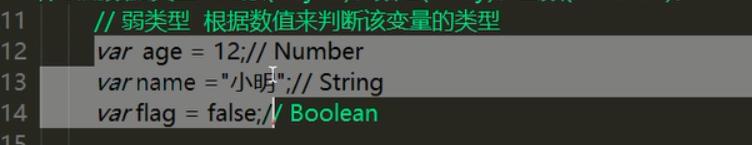 11 // 弱类型 根据数值来判断该变量的类型
12 var age = 12;// Number
13 var name ="小明";// String
14 var flag = false;// Boolean